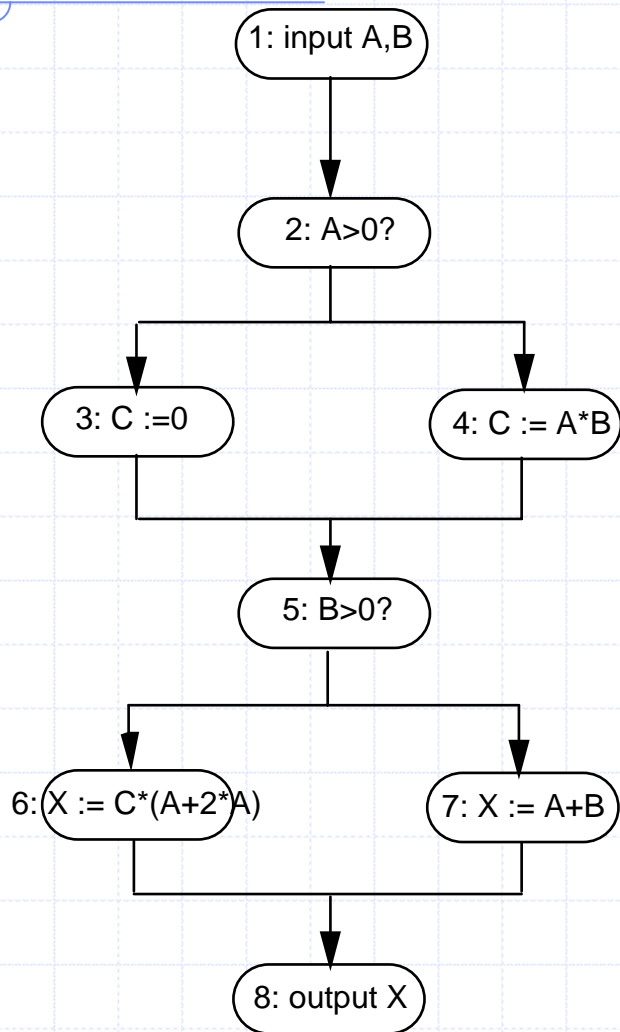 1: input A,B
2: A>0?
3: C :=0
4: C := A*B
5: B>0?
6: X := C*(A+2*A)
7: X := A+B
8: output X